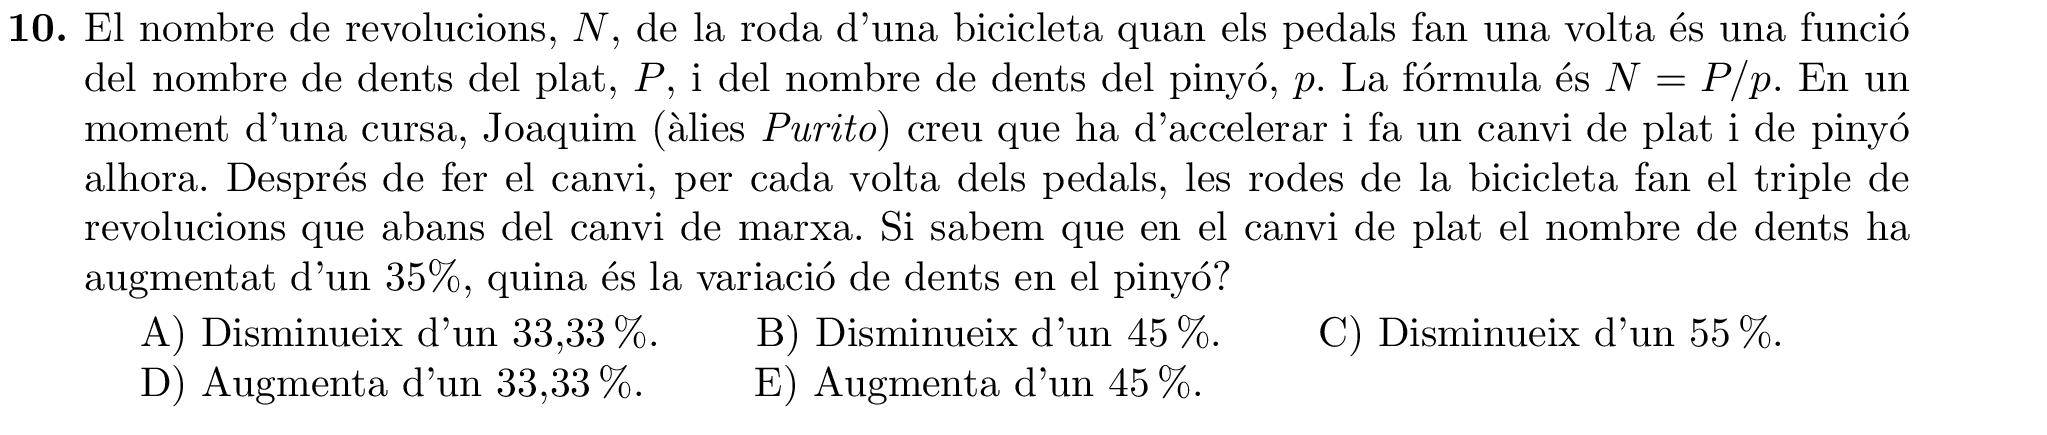 10. El nombre de revolucions, N, de la roda d'una bicicleta quan els pedals fan una volta és una funció
del nombre de dents del plat, P, i del nombre de dents del pinyó, p. La fórmula és N = P/p. En un
moment d'una cursa, Joaquim (àlies Purito) creu que ha d'accelerar i fa un canvi de plat i de pinyó
alhora. Després de fer el canvi, per cada volta dels pedals, les rodes de la bicicleta fan el triple de
revolucions que abans del canvi de marxa. Si sabem que en el canvi de plat el nombre de dents ha
augmentat d'un 35%, quina és la variació de dents en el pinyó?
A) Disminueix d'un 33,33 %. B) Disminueix d'un 45 %. C) Disminueix d'un 55 %.
D) Augmenta d'un 33,33 %. E) Augmenta d'un 45 %.